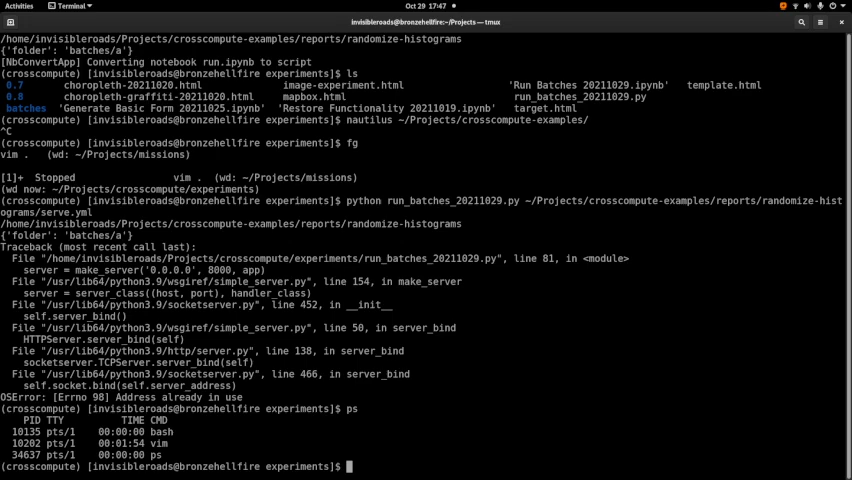 Activities
Terminal
Oct 29 17:47
invisibleroads@bronzehellfire:~/Projects — tmux
/home/invisibleroads/Projects/crosscompute-examples/reports/randomize-histograms
{'folder': 'batches/a'}
[NbConvertApp] Converting notebook run.ipynb to script
(crosscompute) [invisibleroads@bronzehellfire experiments]$ ls
0.7 choropleth-20211020.html image-experiment.html 'Run Batches 20211029.ipynb' template.html
0.8 choropleth-graffiti-20211020.html mapbox.html run_batches_20211029.py
batches 'Generate Basic Form 20211025.ipynb' 'Restore Functionality 20211019.ipynb' target.html
(crosscompute) [invisibleroads@bronzehellfire experiments]$ nautilus ~/Projects/crosscompute-examples/
^C
(crosscompute) [invisibleroads@bronzehellfire experiments]$ fg
vim . (wd: ~/Projects/missions)
[1]+ Stopped vim . (wd: ~/Projects/missions)
(wd now: ~/Projects/crosscompute/experiments)
(crosscompute) [invisibleroads@bronzehellfire experiments]$ python run_batches_20211029.py ~/Projects/crosscompute-examples/reports/randomize-hist
ograms/serve.yml
/home/invisibleroads/Projects/crosscompute-examples/reports/randomize-histograms
{'folder': 'batches/a'}
Traceback (most recent call last):
File "/home/invisibleroads/Projects/crosscompute/experiments/run_batches_20211029.py", line 81, in <module>
server = make_server('0.0.0.0', 8000, app)
File "/usr/lib64/python3.9/wsgiref/simple_server.py", line 154, in make_server
server = server_class((host, port), handler_class)
File "/usr/lib64/python3.9/socketserver.py", line 452, in __init__
self.server_bind()
File "/usr/lib64/python3.9/wsgiref/simple_server.py", line 50, in server_bind
HTTPServer.server_bind(self)
File "/usr/lib64/python3.9/http/server.py", line 138, in server_bind
socketserver.TCPServer.server_bind(self)
File "/usr/lib64/python3.9/socketserver.py", line 466, in server_bind
self.socket.bind(self.server_address)
OSError: [Errno 98] Address already in use
(crosscompute) [invisibleroads@bronzehellfire experiments]$ ps
PID TTY TIME CMD
10135 pts/1 00:00:00 bash
10202 pts/1 00:01:54 vim
34637 pts/1 00:00:00 ps
(crosscompute) [invisibleroads@bronzehellfire experiments]$